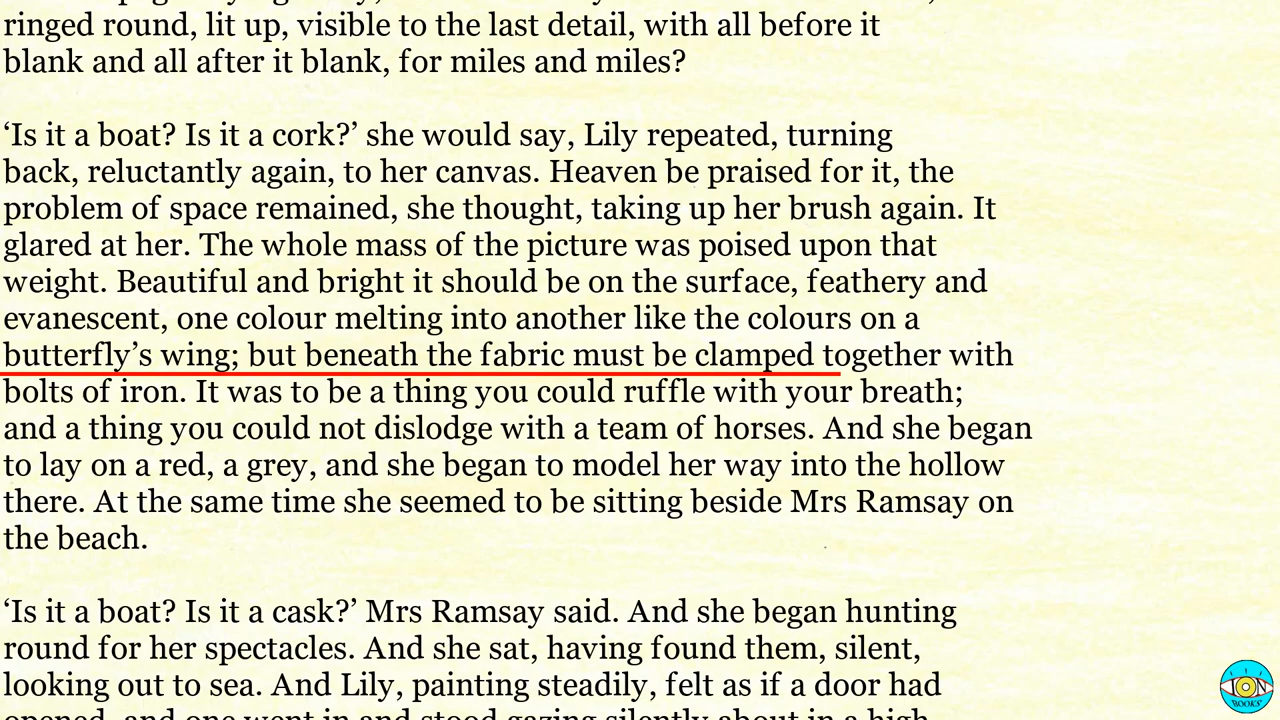 ringed round, lit up, visible to the last detail, with all before it
blank and all after it blank, for miles and miles?
‘Is it a boat? Is it a cork?’ she would say, Lily repeated, turning
back, reluctantly again, to her canvas. Heaven be praised for it, the
problem of space remained, she thought, taking up her brush again. It
glared at her. The whole mass of the picture was poised upon that
weight. Beautiful and bright it should be on the surface, feathery and
evanescent, one colour melting into another like the colours on a
butterfly’s wing; but beneath the fabric must be clamped together with
bolts of iron. It was to be a thing you could ruffle with your breath;
and a thing you could not dislodge with a team of horses. And she began
to lay on a red, a grey, and she began to model her way into the hollow
there. At the same time she seemed to be sitting beside Mrs Ramsay on
the beach.
‘Is it a boat? Is it a cask?’ Mrs Ramsay said. And she began hunting
round for her spectacles. And she sat, having found them, silent,
looking out to sea. And Lily, painting steadily, felt as if a door had
opened, and one went in and stood gazing silently about in a high
ION
BOOKS